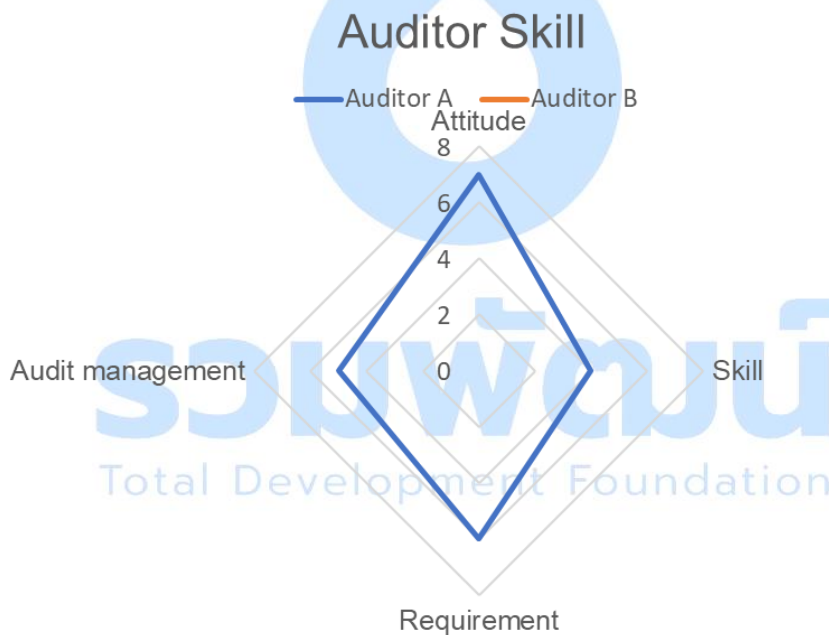 Auditor Skill
Auditor A Auditor B
Attitude
8
6
4
2
0
Audit management
Skill
รวมพัฒน์
Total Development Foundation
Requirement